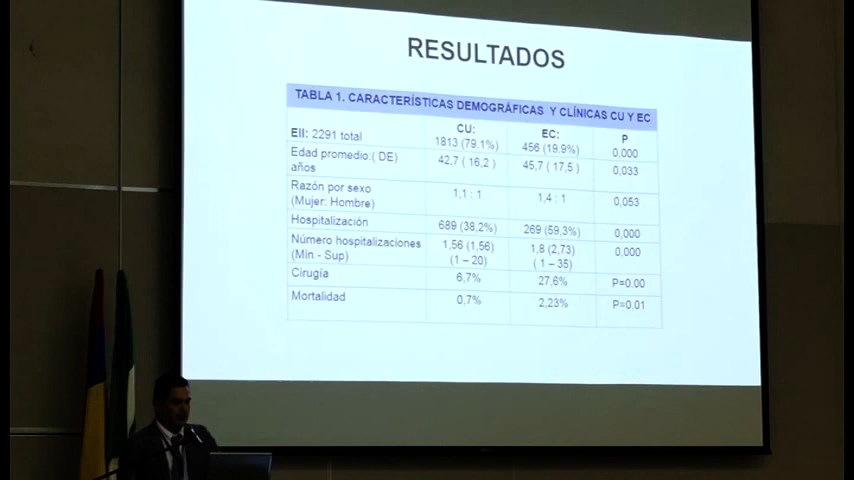 RESULTADOS
TABLA 1. CARACTERÍSTICAS DEMOGRÁFICAS Y CLÍNICAS CU Y EC
EII: 2291 total CU: 1813 (79.1%) EC: 456 (19.9%) P 0,000
Edad promedio:( DE) años 42,7 ( 16,2 ) 45,7 ( 17,5 ) 0,033
Razón por sexo (Mujer: Hombre) 1,1 : 1 1,4 : 1 0,053
Hospitalización 689 (38,2%) 269 (59,3%) 0,000
Número hospitalizaciones (Min - Sup) 1,56 (1,56) (1 – 20) 1,8 (2,73) ( 1 – 35) 0,000
Cirugía 6,7% 27,6% P=0.00
Mortalidad 0,7% 2,23% P=0.01